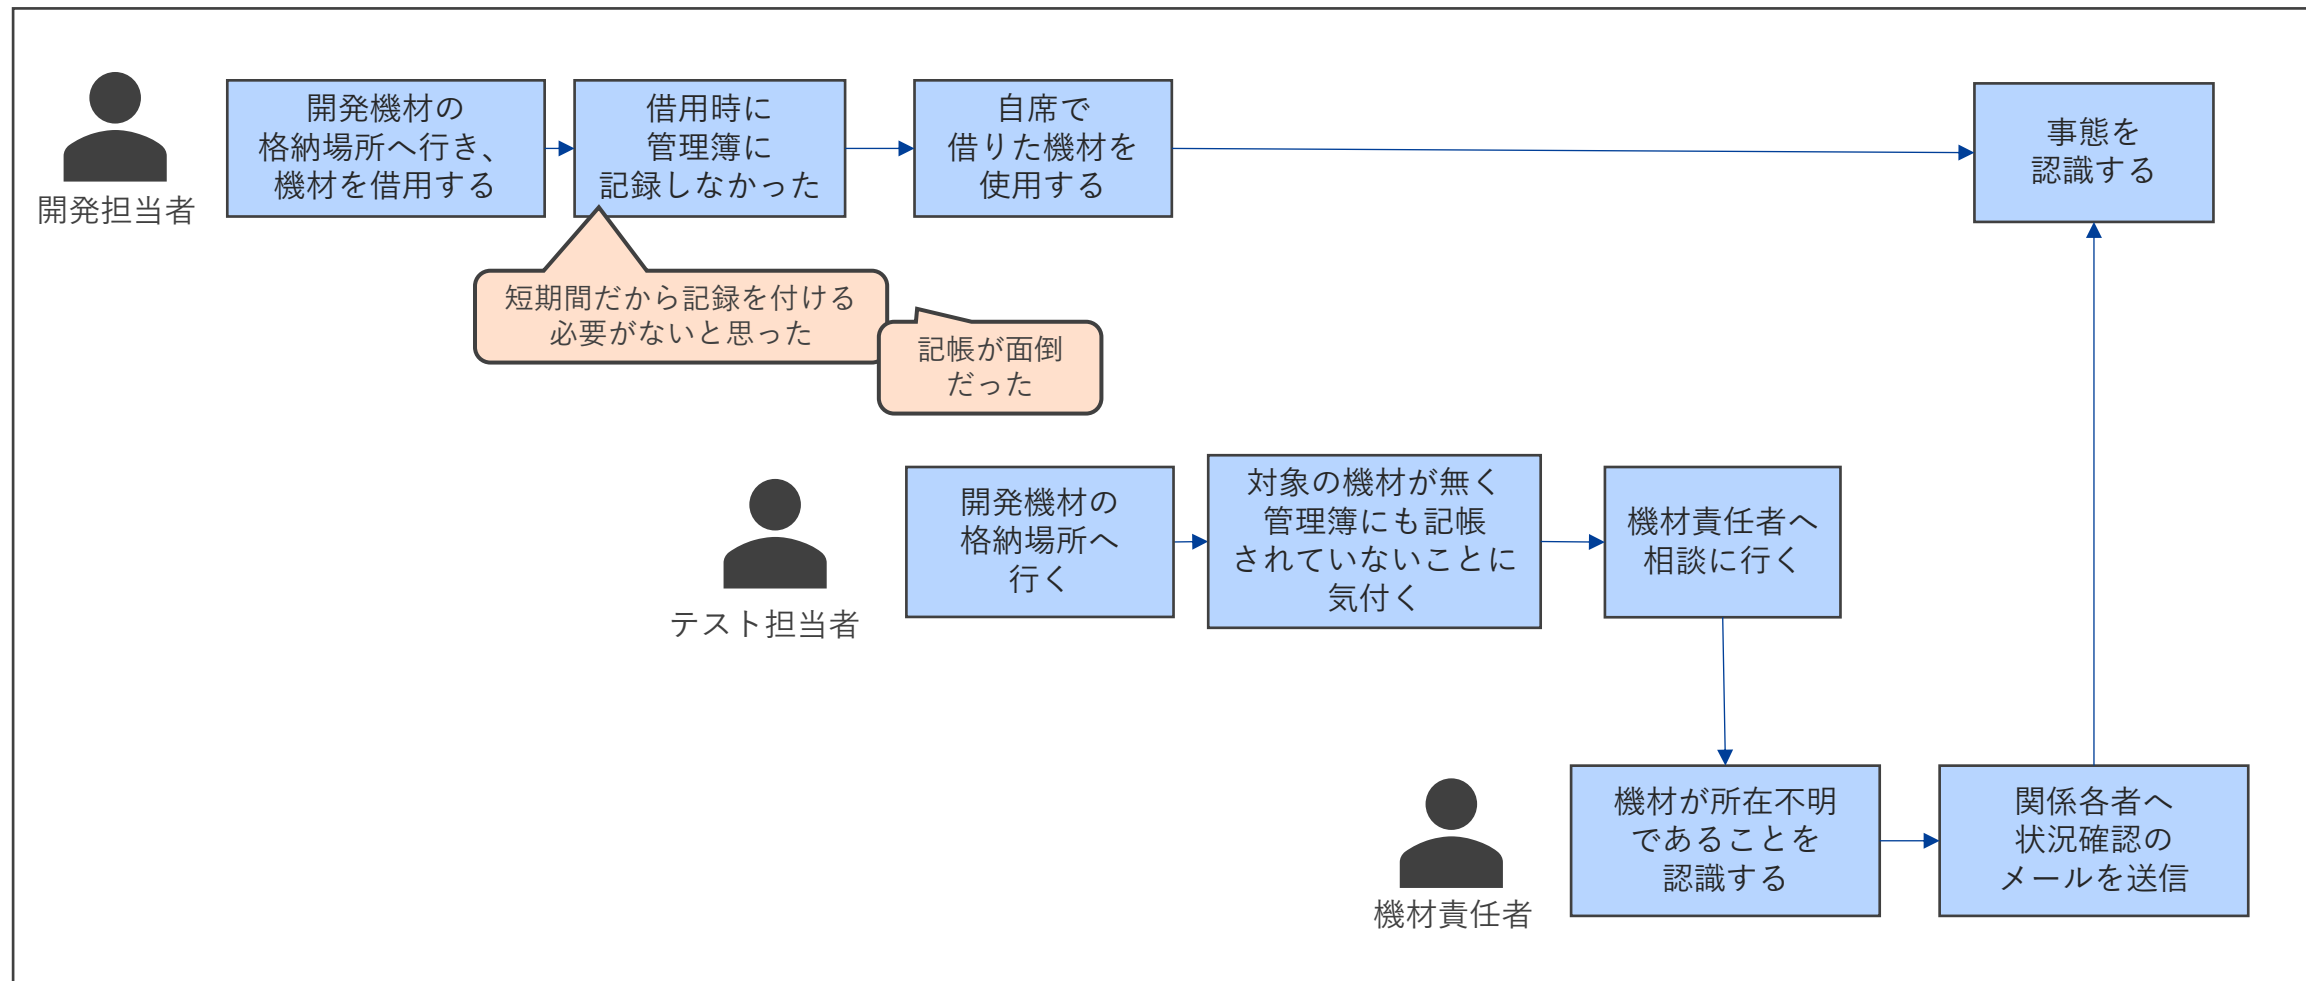 開発担当者
開発機材の
格納場所へ行き、
機材を借用する
借用時に
管理簿に
記録しなかった
自席で
借りた機材を
使用する
事態を
認識する
短期間だから記録を付ける
必要がないと思った
記帳が面倒
だった
テスト担当者
開発機材の
格納場所へ
行く
対象の機材が無く
管理簿にも記帳
されていないことに
気付く
機材責任者へ
相談に行く
機材責任者
機材が所在不明
であることを
認識する
関係各者へ
状況確認の
メールを送信